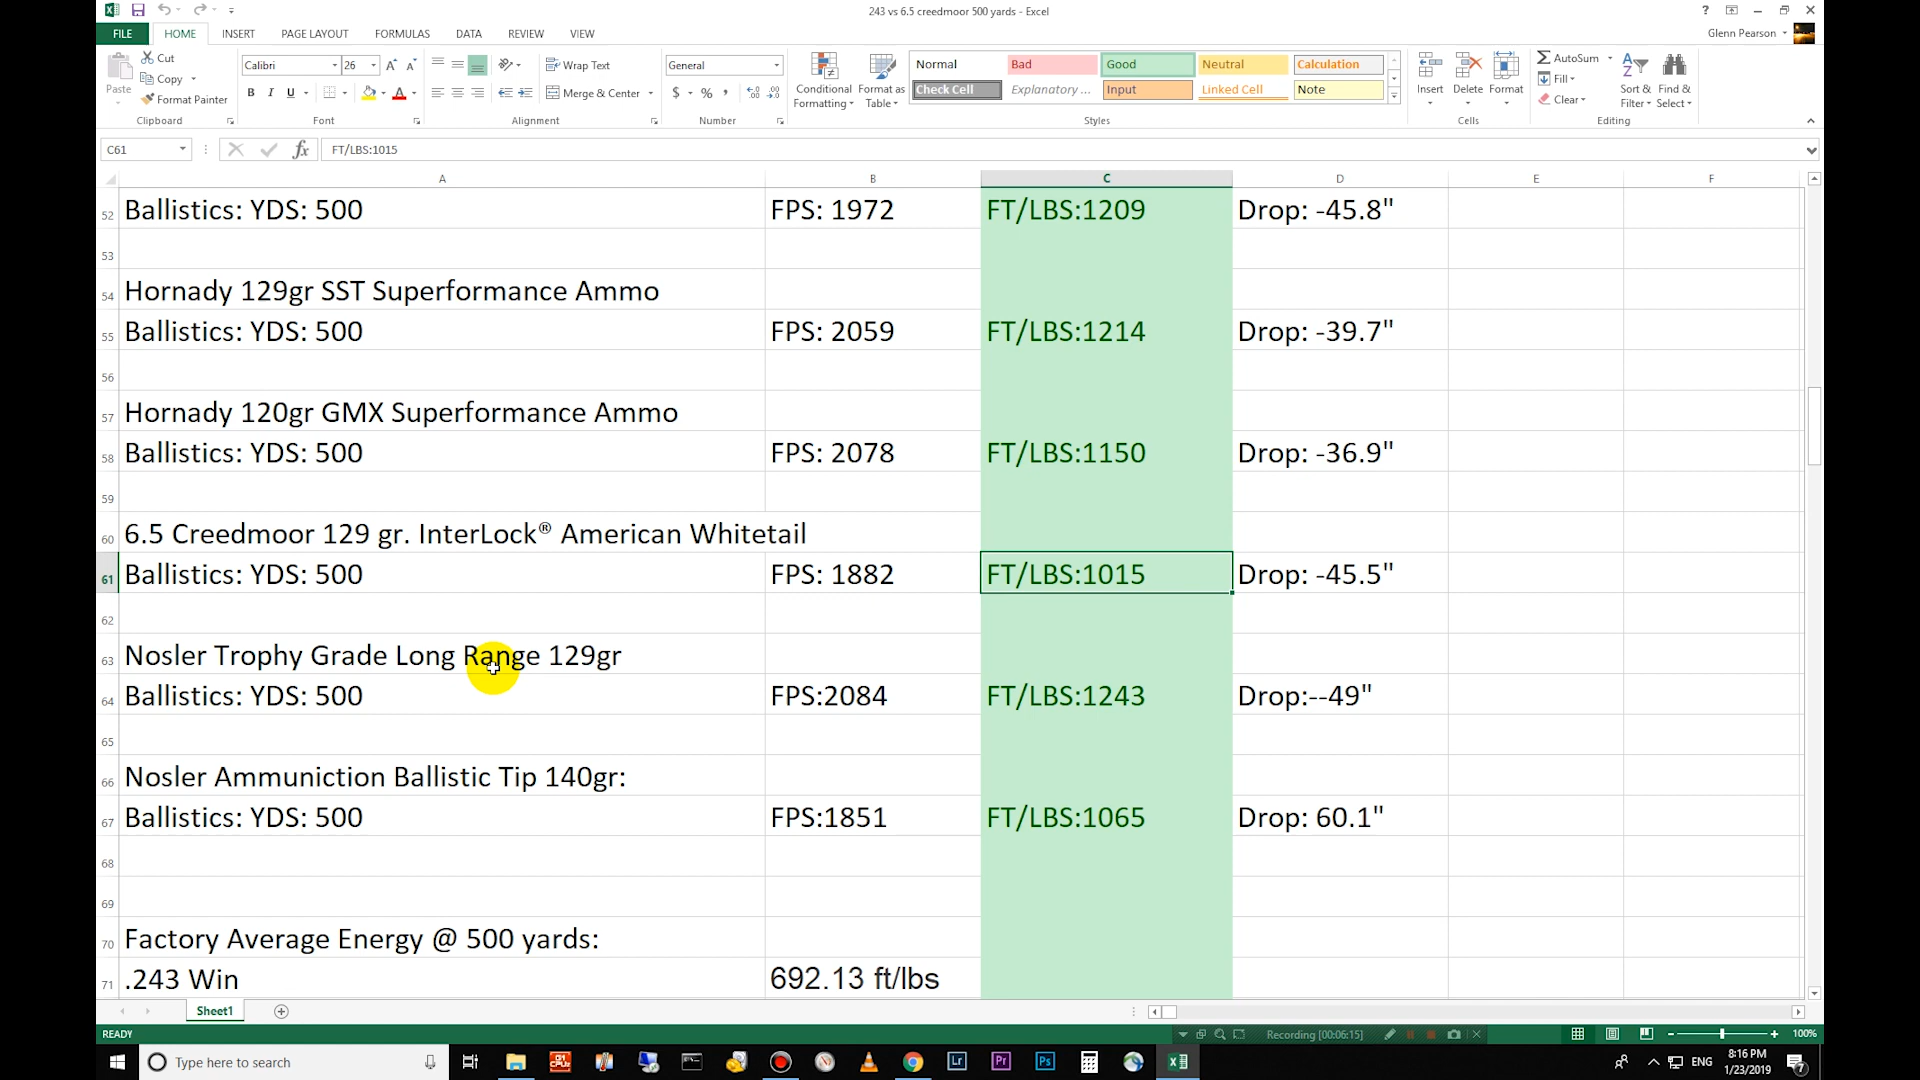 243 vs 6.5 creedmoor 500 yards - Excel
?
FILE HOME INSERT PAGE LAYOUT FORMULAS DATA REVIEW VIEW
Glenn Pearson
Paste
Cut
Copy
Format Painter
Clipboard
Calibri 26
B I U
Font
Wrap Text
Merge & Center
Alignment
General
$ % ,
Number
Conditional Formatting
Format as Table
Normal Bad Good Neutral Calculation
Check Cell Explanatory ... Input Linked Cell Note
Styles
Insert Delete Format
Cells
AutoSum
Fill
Clear
Sort & Filter
Find & Select
Editing
C61
fx FT/LBS:1015
A B C D E F
52 Ballistics: YDS: 500 FPS: 1972 FT/LBS:1209 Drop: -45.8"
53
54 Hornady 129gr SST Superformance Ammo
55 Ballistics: YDS: 500 FPS: 2059 FT/LBS:1214 Drop: -39.7"
56
57 Hornady 120gr GMX Superformance Ammo
58 Ballistics: YDS: 500 FPS: 2078 FT/LBS:1150 Drop: -36.9"
59
60 6.5 Creedmoor 129 gr. InterLock® American Whitetail
61 Ballistics: YDS: 500 FPS: 1882 FT/LBS:1015 Drop: -45.5"
62
63 Nosler Trophy Grade Long Range 129gr
64 Ballistics: YDS: 500 FPS:2084 FT/LBS:1243 Drop:--49"
65
66 Nosler Ammuniction Ballistic Tip 140gr:
67 Ballistics: YDS: 500 FPS:1851 FT/LBS:1065 Drop: 60.1"
68
69
70 Factory Average Energy @ 500 yards:
71 .243 Win 692.13 ft/lbs
Sheet1
READY
Recording [00:06:15]
100%
Type here to search
Lr Pr Ps
ENG
8:16 PM
1/23/2019
7